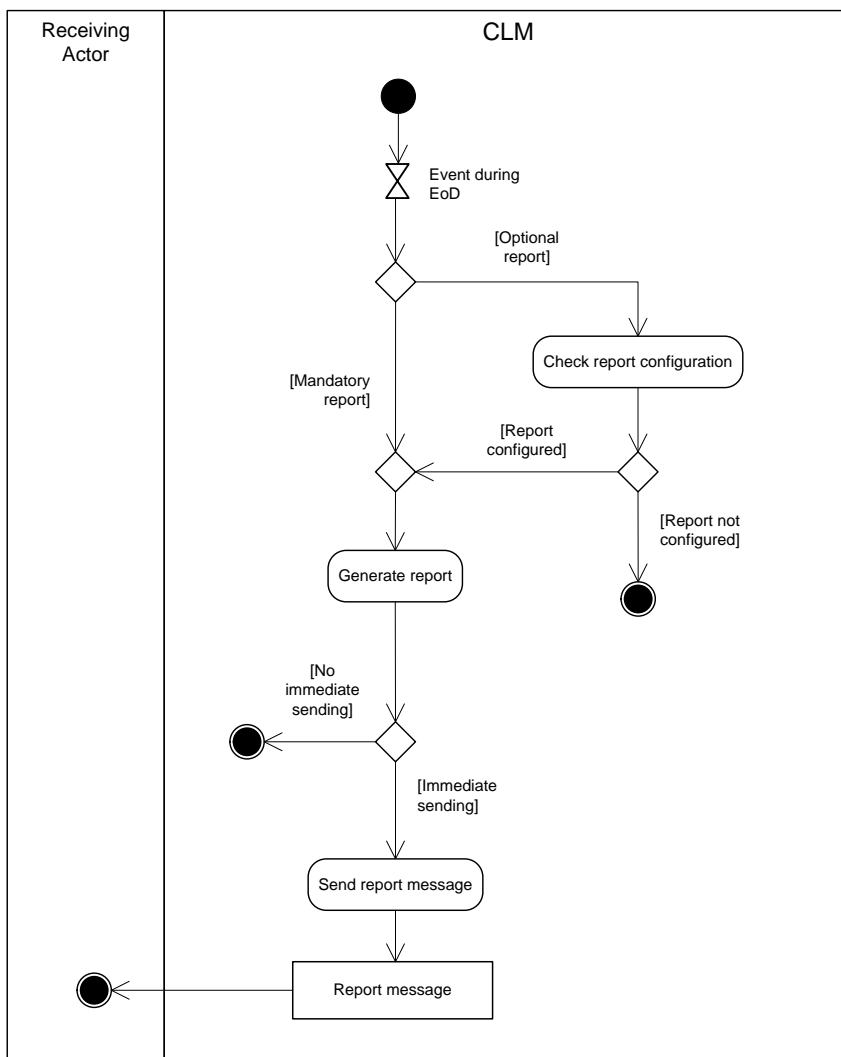 Receiving
Actor
CLM
Event during
EoD
[Optional
report]
Check report configuration
[Mandatory
report]
[Report
configured]
[Report not
configured]
Generate report
[No
immediate
sending]
[Immediate
sending]
Send report message
Report message